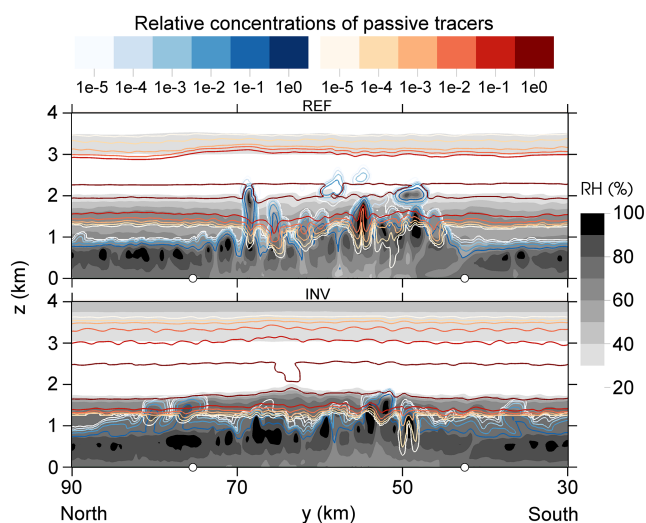 Relative concentrations of passive tracers
1e-5 1e-4 1e-3 1e-2 1e-1 1e0 1e-5 1e-4 1e-3 1e-2 1e-1 1e0
REF
4
3
2
1
0
z (km)
INV
4
3
2
1
0
90 70 50 30
North y (km) South
RH (%)
100
80
60
40
20